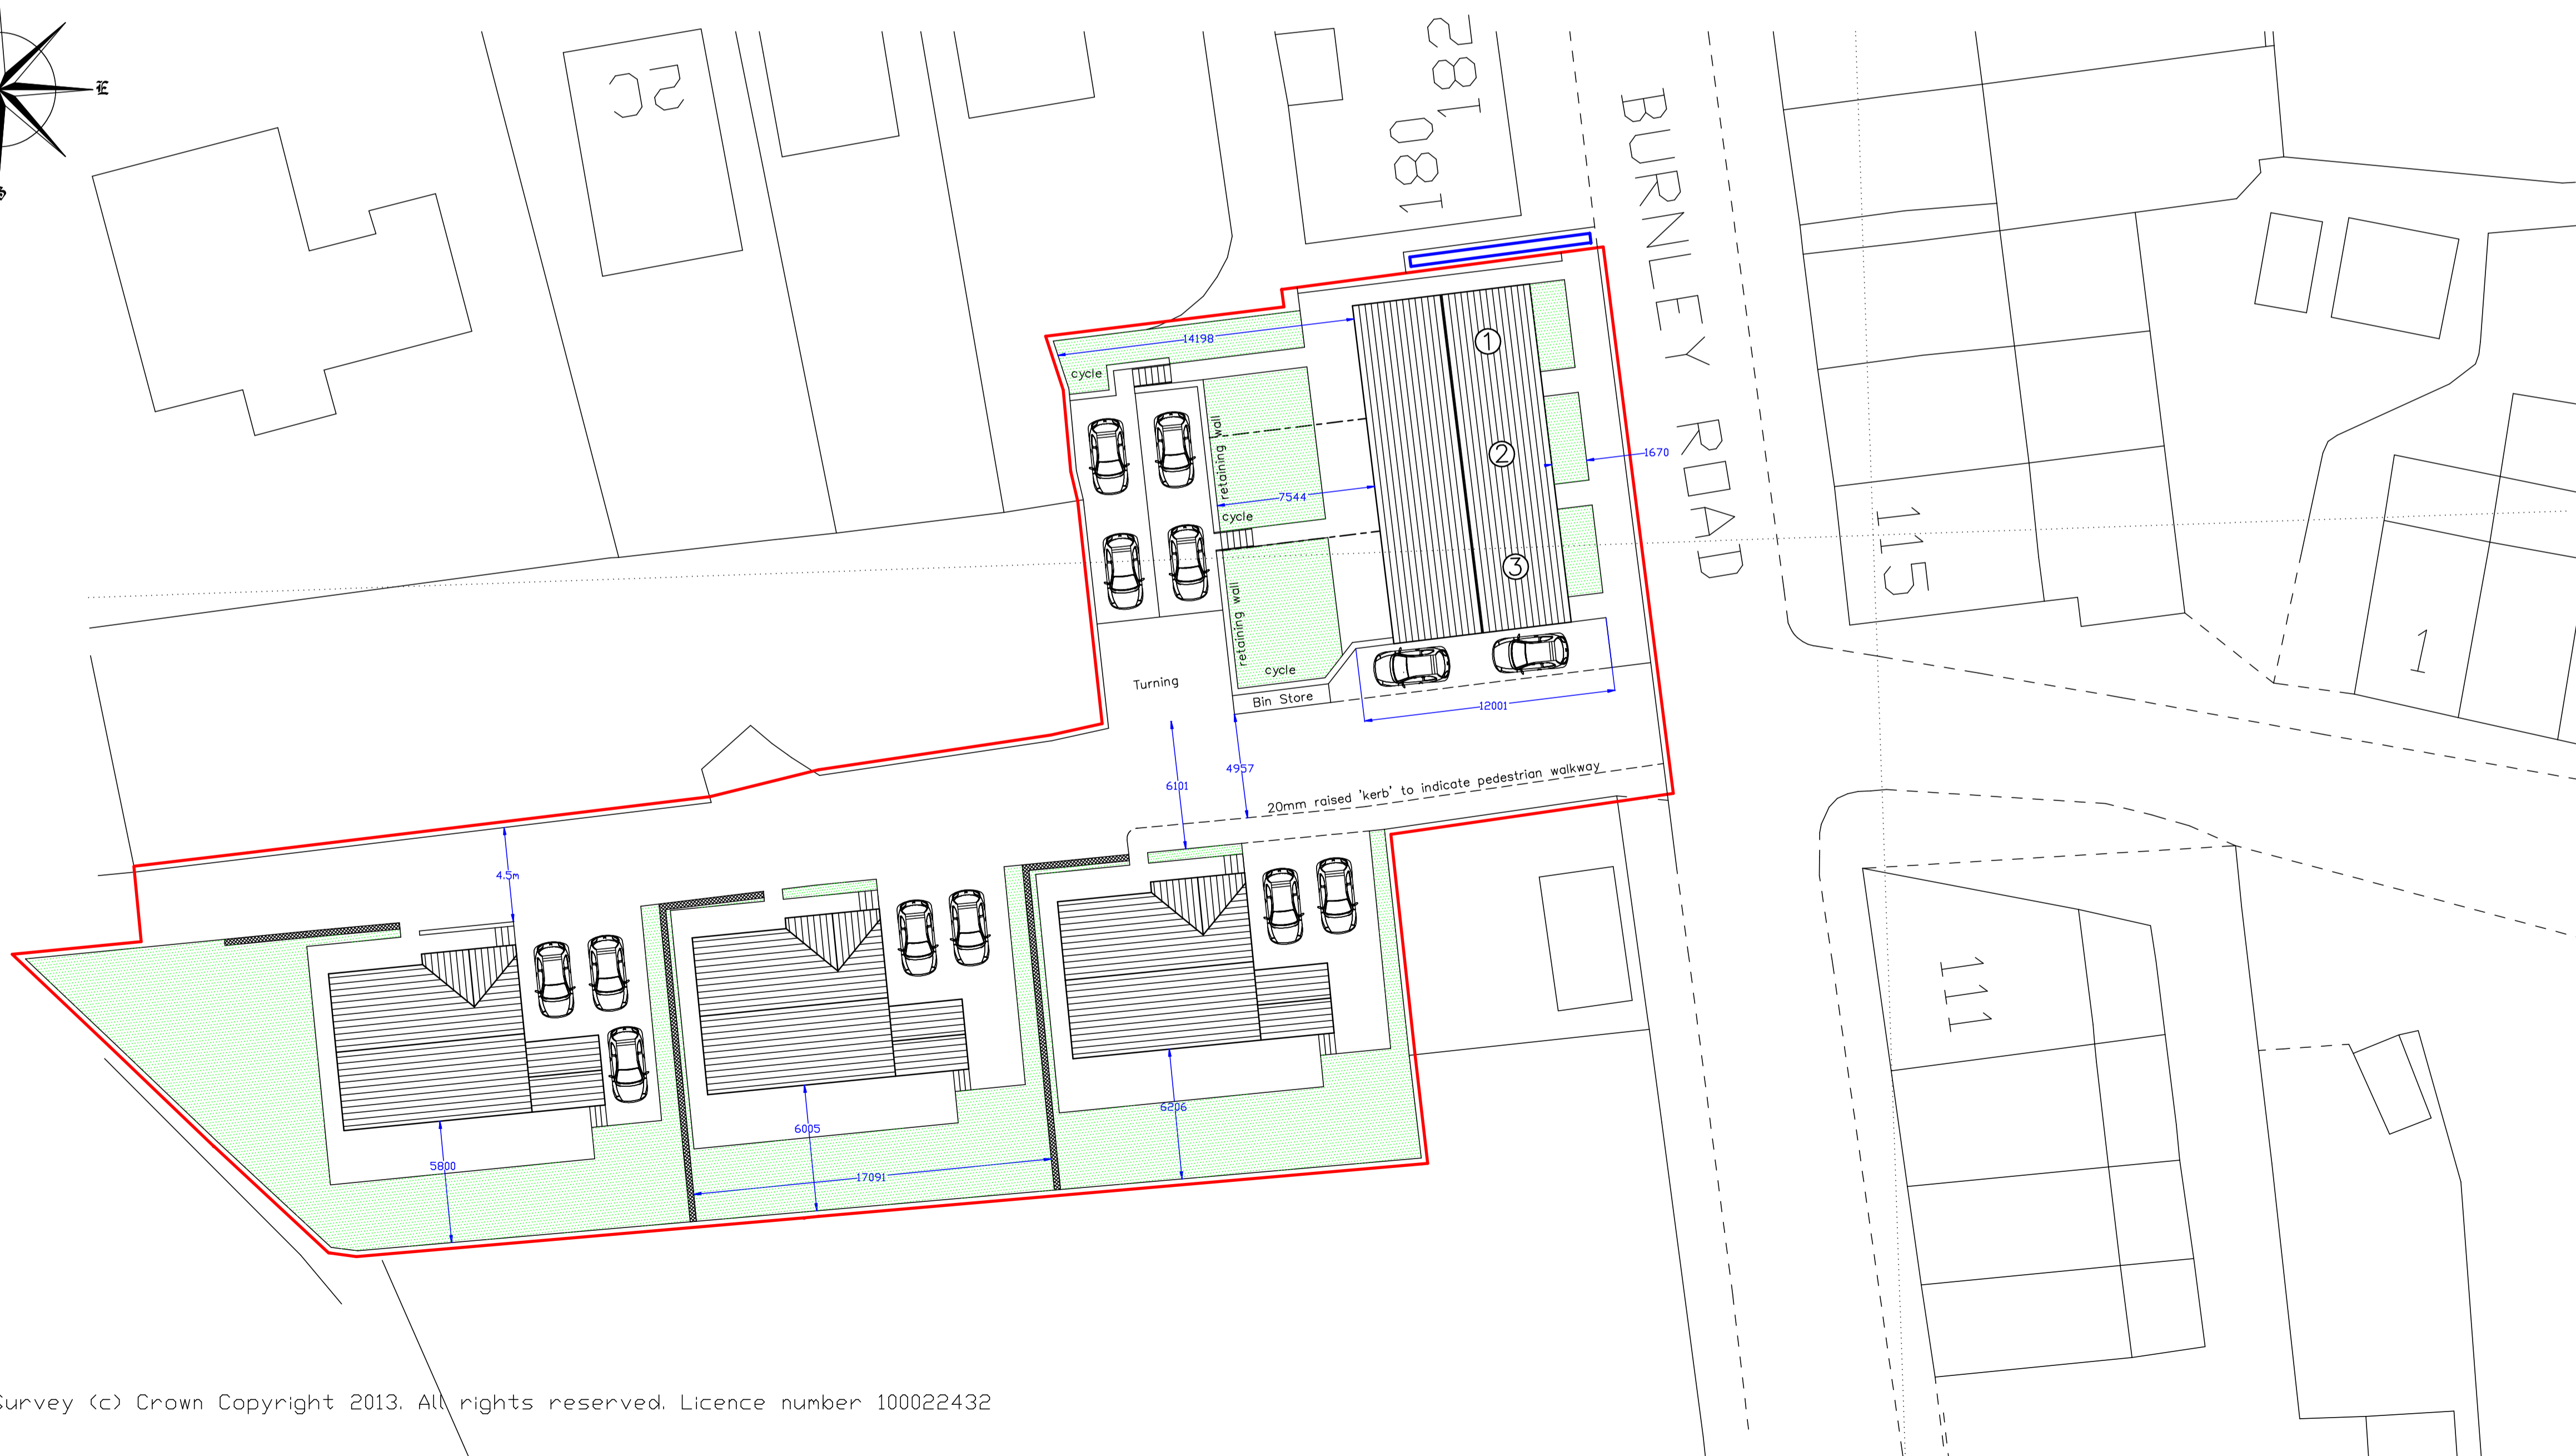 E
5C
182
180
BURNLEY ROAD
14198
cycle
1
retaining wall
2
1670
7544
cycle
115
3
retaining wall
cycle
Turning
Bin Store
12001
1
4957
6101
20mm raised 'kerb' to indicate pedestrian walkway
4.5m
111
6206
6005
5800
17091
Survey (c) Crown Copyright 2013. All rights reserved. Licence number 100022432